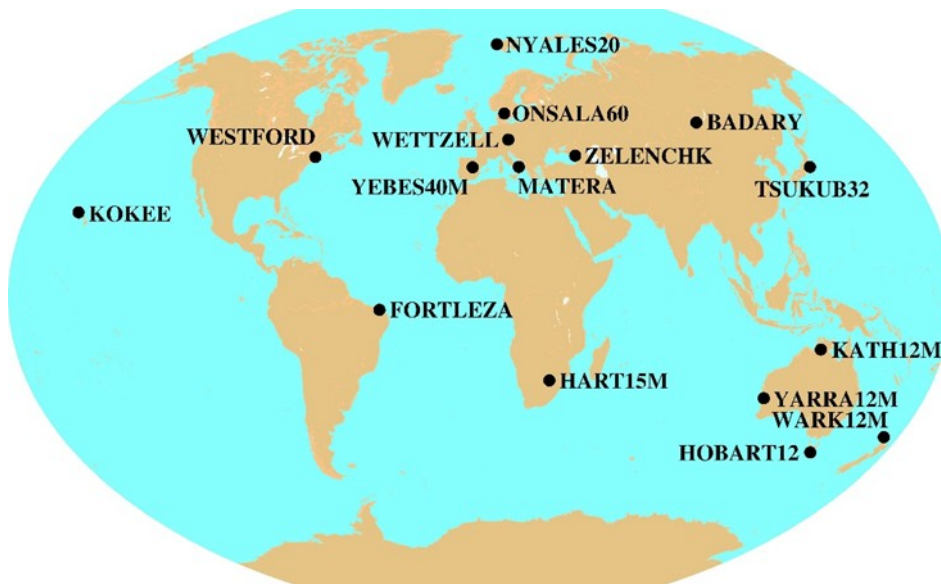 NYALES20
ONSALA60
BADARY
WESTFORD
WETTZELL
ZELENCHK
YEBES40M
MATERA
TSUKUB32
KOKEE
FORTLEZA
KATH12M
HART15M
YARRA12M
WARK12M
HOBART12